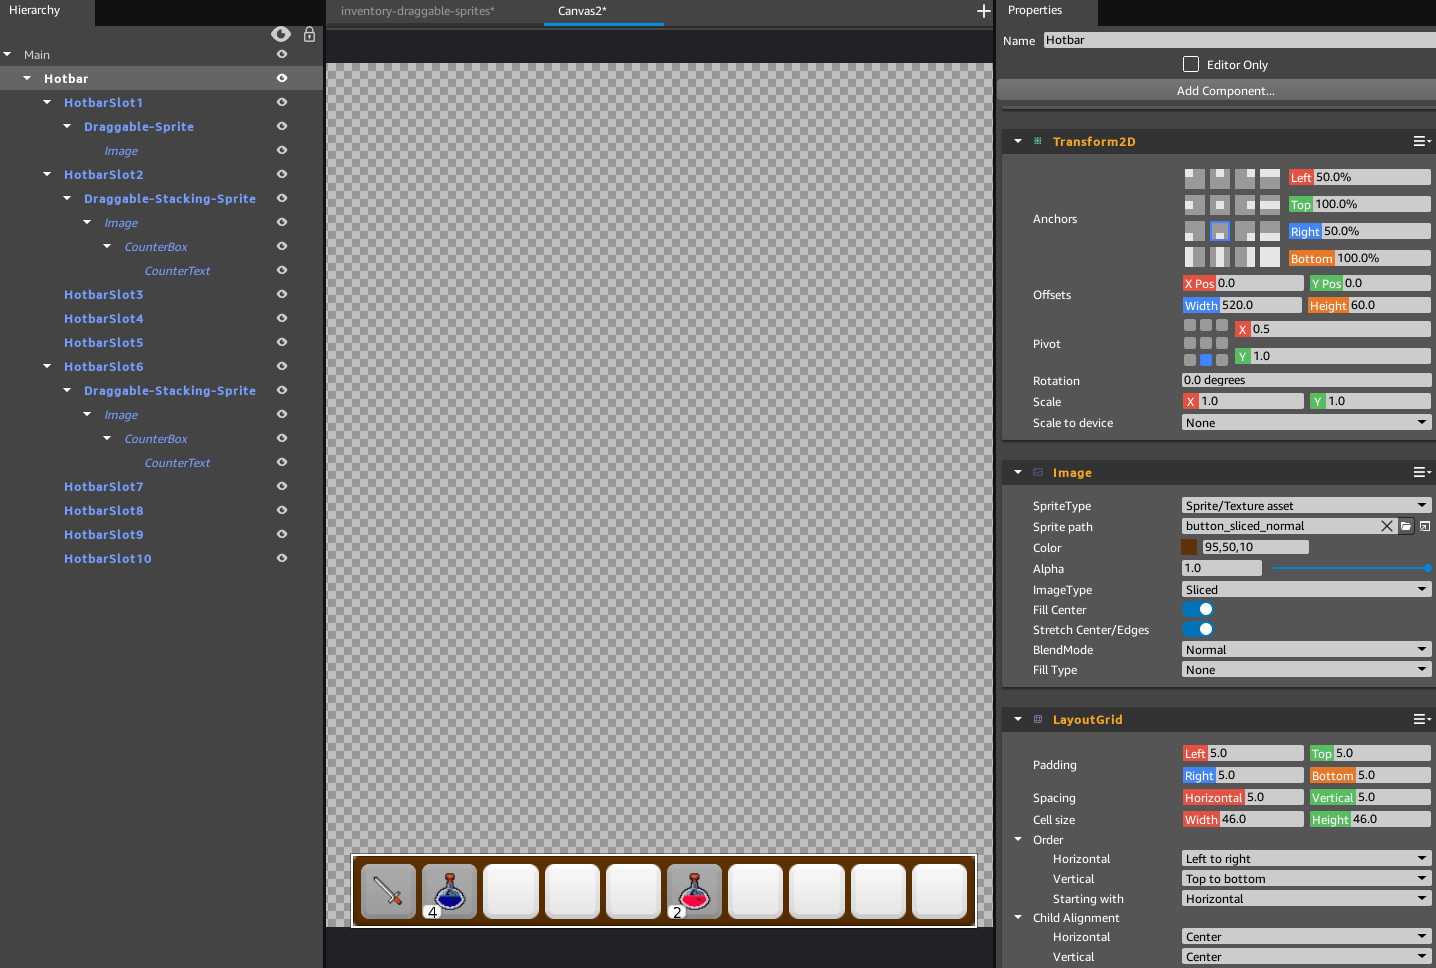 Hierarchy
Main
Hotbar
HotbarSlot1
Draggable-Sprite
Image
HotbarSlot2
Draggable-Stacking-Sprite
Image
CounterBox
CounterText
HotbarSlot3
HotbarSlot4
HotbarSlot5
HotbarSlot6
Draggable-Stacking-Sprite
Image
CounterBox
CounterText
HotbarSlot7
HotbarSlot8
HotbarSlot9
HotbarSlot10
inventory-draggable-sprites*
Canvas2*
4
2
Properties
Name Hotbar
Editor Only
Add Component...
Transform2D
Anchors
Left 50.0%
Top 100.0%
Right 50.0%
Bottom 100.0%
Offsets
X Pos 0.0 Y Pos 0.0
Width 520.0 Height 60.0
Pivot
X 0.5
Y 1.0
Rotation 0.0 degrees
Scale X 1.0 Y 1.0
Scale to device None
Image
SpriteType Sprite/Texture asset
Sprite path button_sliced_normal
Color 95,50,10
Alpha 1.0
ImageType Sliced
Fill Center
Stretch Center/Edges
BlendMode Normal
Fill Type None
LayoutGrid
Padding
Left 5.0 Top 5.0
Right 5.0 Bottom 5.0
Spacing Horizontal 5.0 Vertical 5.0
Cell size Width 46.0 Height 46.0
Order
Horizontal Left to right
Vertical Top to bottom
Starting with Horizontal
Child Alignment
Horizontal Center
Vertical Center